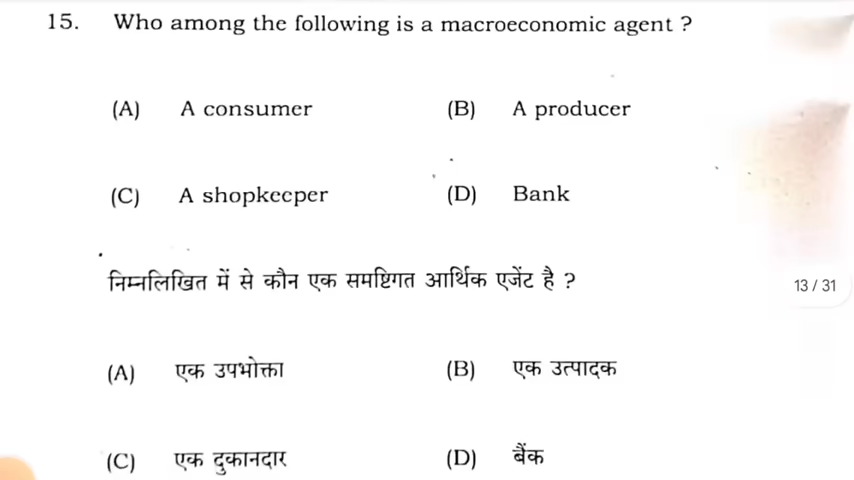 15. Who among the following is a macroeconomic agent ?
(A) A consumer (B) A producer
(C) A shopkeeper (D) Bank
निम्नलिखित में से कौन एक समष्टिगत आर्थिक एजेंट है ?
13 / 31
(A) एक उपभोक्ता (B) एक उत्पादक
(C) एक दुकानदार (D) बैंक